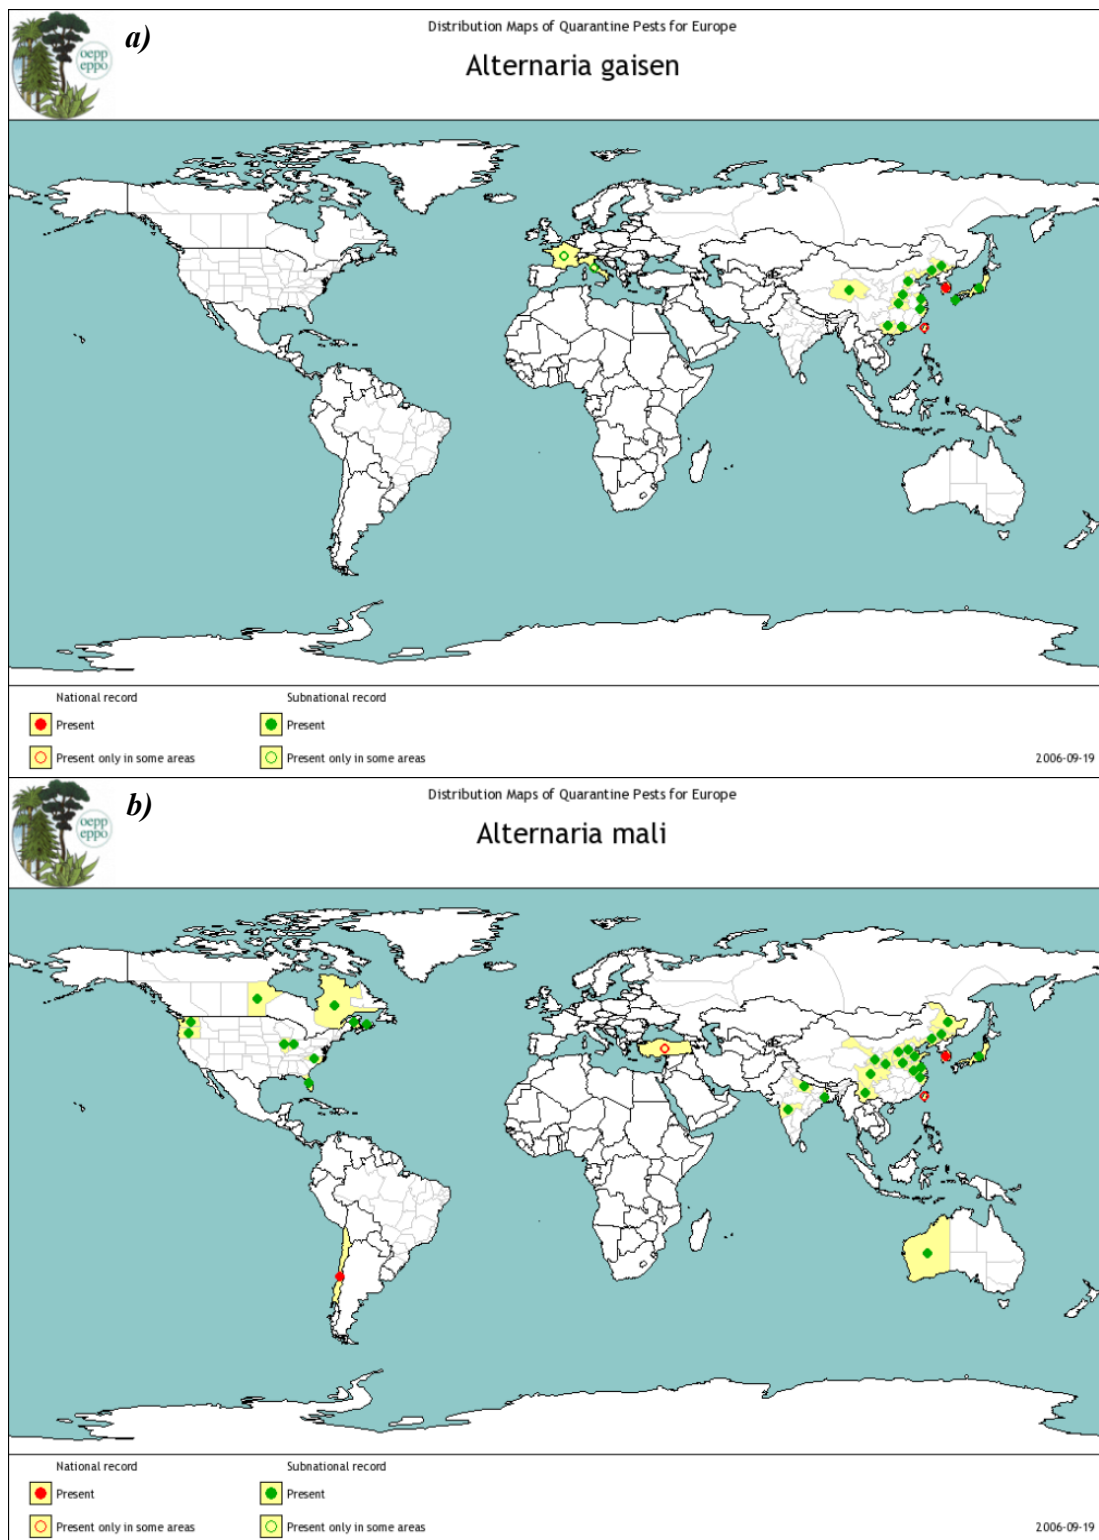 a)
Distribution Maps of Quarantine Pests for Europe
oepp
eppo
Alternaria gaisen
National record
Subnational record
Present
Present
Present only in some areas
Present only in some areas
2006-09-19
b)
Distribution Maps of Quarantine Pests for Europe
oepp
eppo
Alternaria mali
National record
Subnational record
Present
Present
Present only in some areas
Present only in some areas
2006-09-19